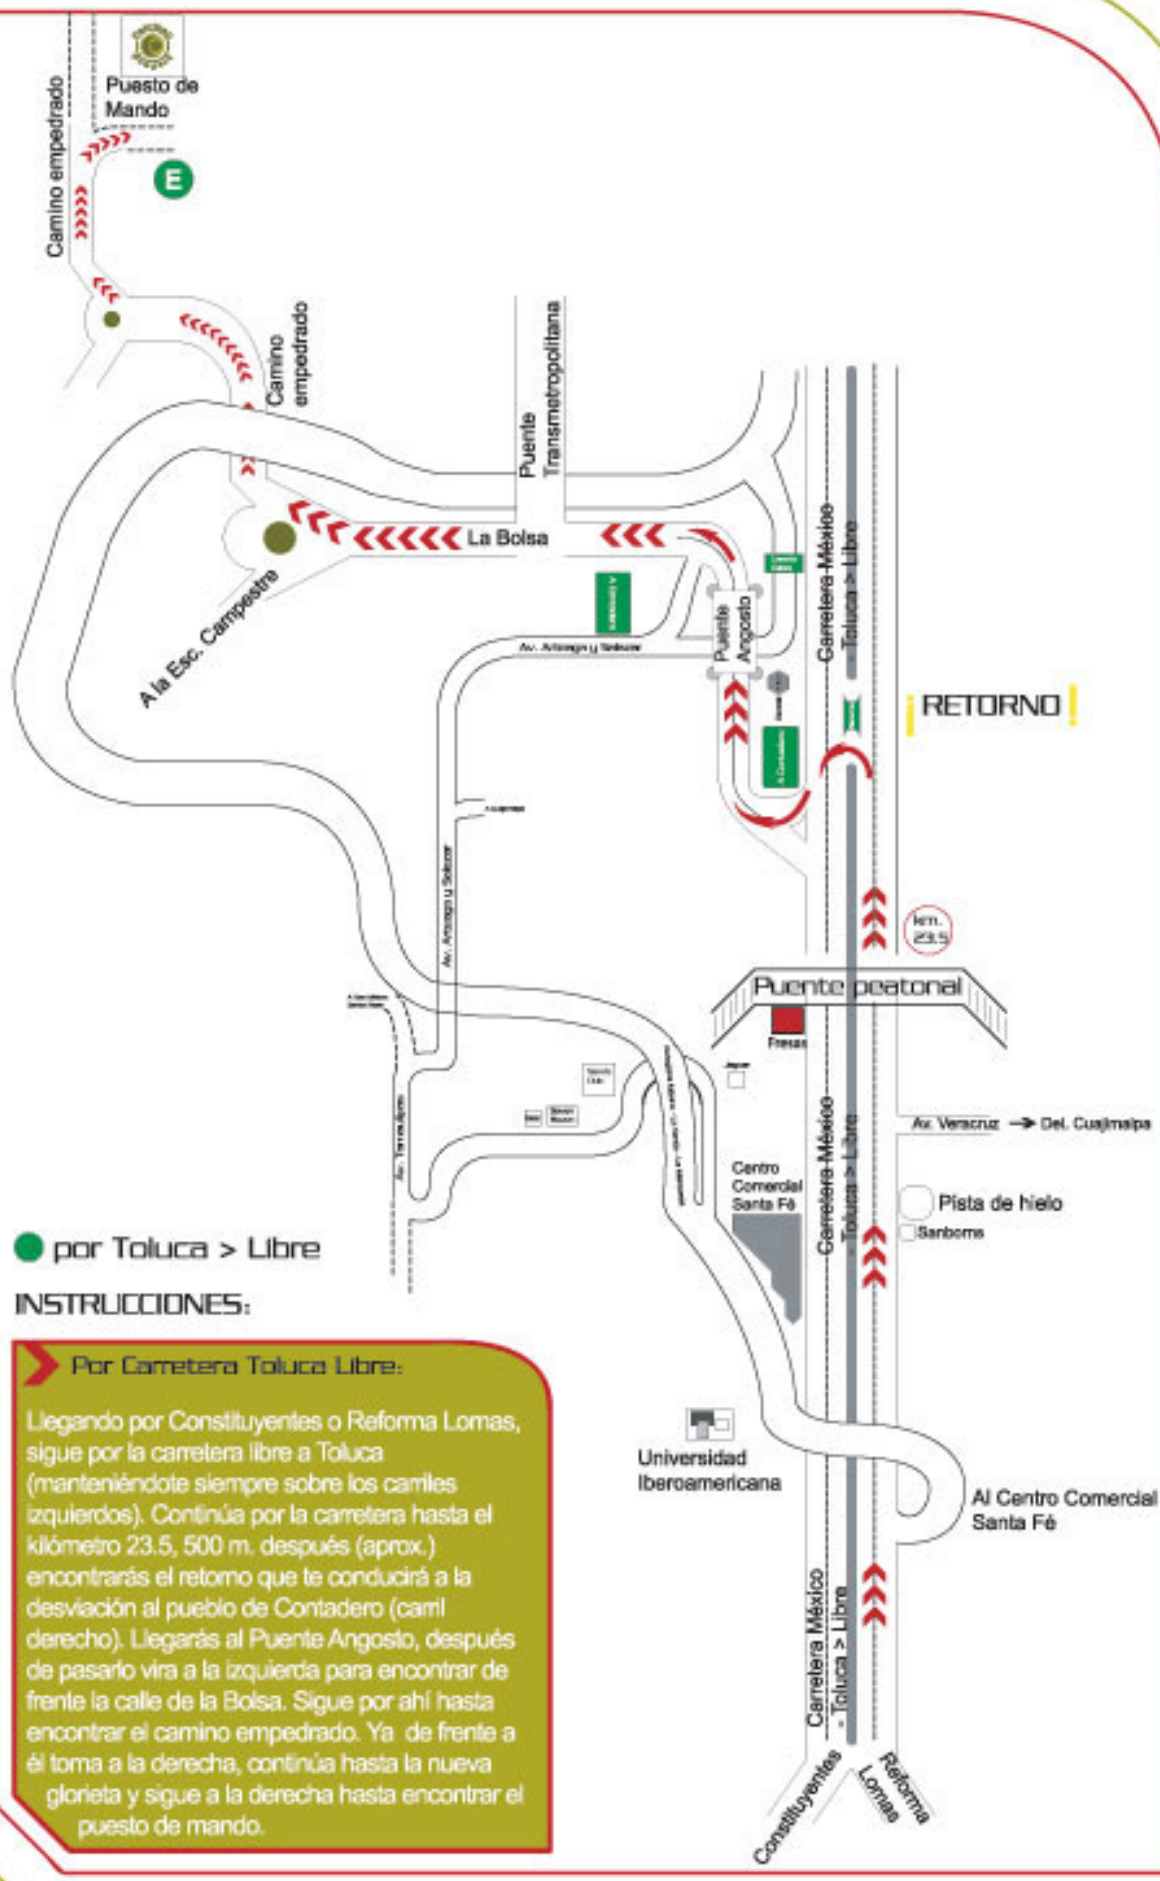 Puesto de
Mando
Camino empedrado
E
Camino
empedrado
Puente
Transmetropolitana
La Bolsa
A la Esc. Campestre
Puente
Angosto
Carretera México
- Toluca > Libre
¡ RETORNO !
km.
23.5
Puente peatonal
Fresas
Av. Veracruz → Del. Cuajimalpa
Centro
Comercial
Santa Fé
Carretera México
- Toluca > Libre
Pista de hielo
Sanborns
Universidad
Iberoamericana
Al Centro Comercial
Santa Fé
Carretera México
- Toluca > Libre
Constituyentes
Reforma
Lomas
por Toluca > Libre
INSTRUCCIONES:
Por Carretera Toluca Libre:
Llegando por Constituyentes o Reforma Lomas,
sigue por la carretera libre a Toluca
(manteniéndote siempre sobre los carriles
izquierdos). Continúa por la carretera hasta el
kilómetro 23.5, 500 m. después (aprox.)
encontrarás el retorno que te conducirá a la
desviación al pueblo de Contadero (carril
derecho). Llegarás al Puente Angosto, después
de pasarlo vira a la izquierda para encontrar de
frente la calle de la Bolsa. Sigue por ahí hasta
encontrar el camino empedrado. Ya de frente a
él toma a la derecha, continúa hasta la nueva
glorieta y sigue a la derecha hasta encontrar el
puesto de mando.